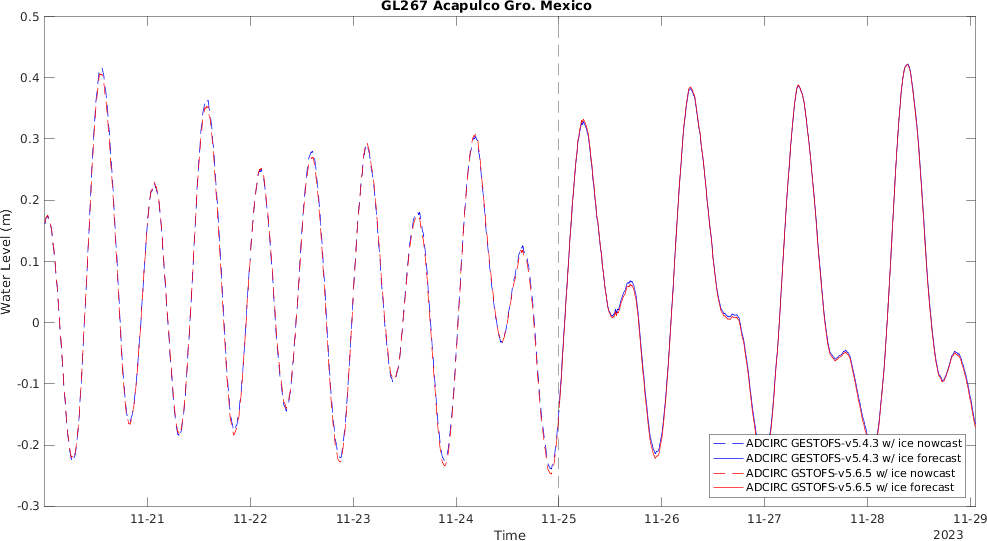 GL267 Acapulco Gro. Mexico
Water Level (m)
0.5
0.4
0.3
0.2
0.1
0
-0.1
-0.2
-0.3
ADCIRC GESTOFS-v5.4.3 w/ ice nowcast
ADCIRC GESTOFS-v5.4.3 w/ ice forecast
ADCIRC GSTOFS-v5.6.5 w/ ice nowcast
ADCIRC GSTOFS-v5.6.5 w/ ice forecast
11-21 11-22 11-23 11-24 11-25 11-26 11-27 11-28 11-29
Time
2023